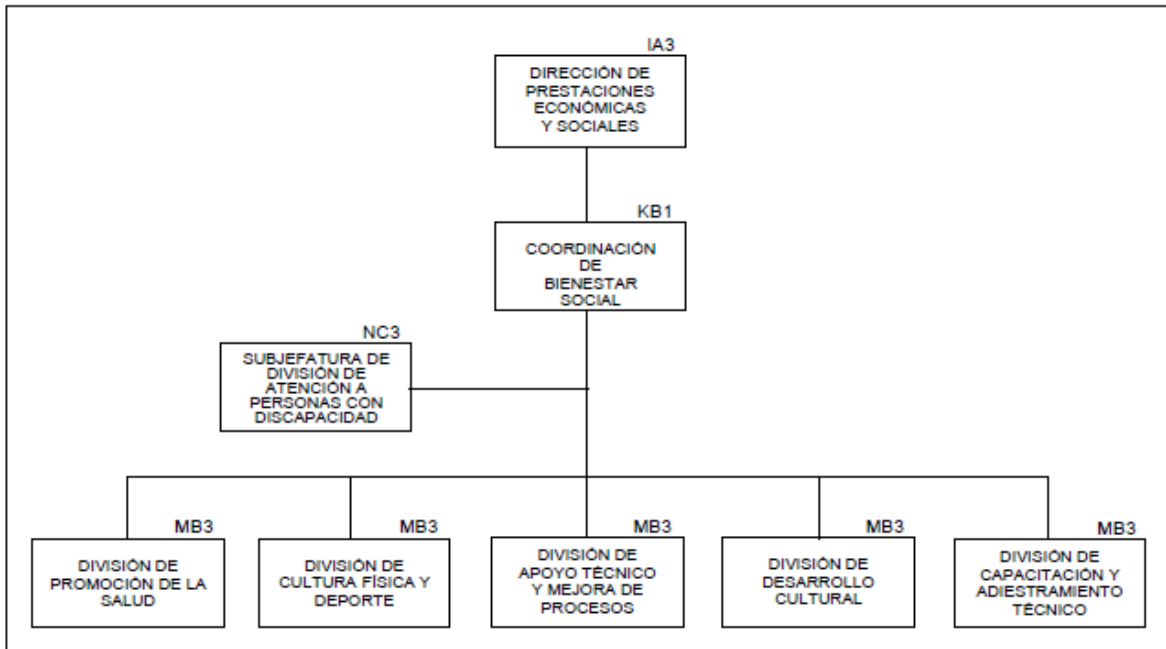 IA3
DIRECCIÓN DE
PRESTACIONES
ECONÓMICAS
Y SOCIALES
KB1
COORDINACIÓN
DE
BIENESTAR
SOCIAL
NC3
SUBJEFATURA DE
DIVISIÓN DE
ATENCIÓN A
PERSONAS CON
DISCAPACIDAD
MB3
DIVISIÓN DE
PROMOCIÓN DE LA
SALUD
MB3
DIVISIÓN DE
CULTURA FÍSICA Y
DEPORTE
MB3
DIVISIÓN DE
APOYO TÉCNICO
Y MEJORA DE
PROCESOS
MB3
DIVISIÓN DE
DESARROLLO
CULTURAL
MB3
DIVISIÓN DE
CAPACITACIÓN Y
ADIESTRAMIENTO
TÉCNICO